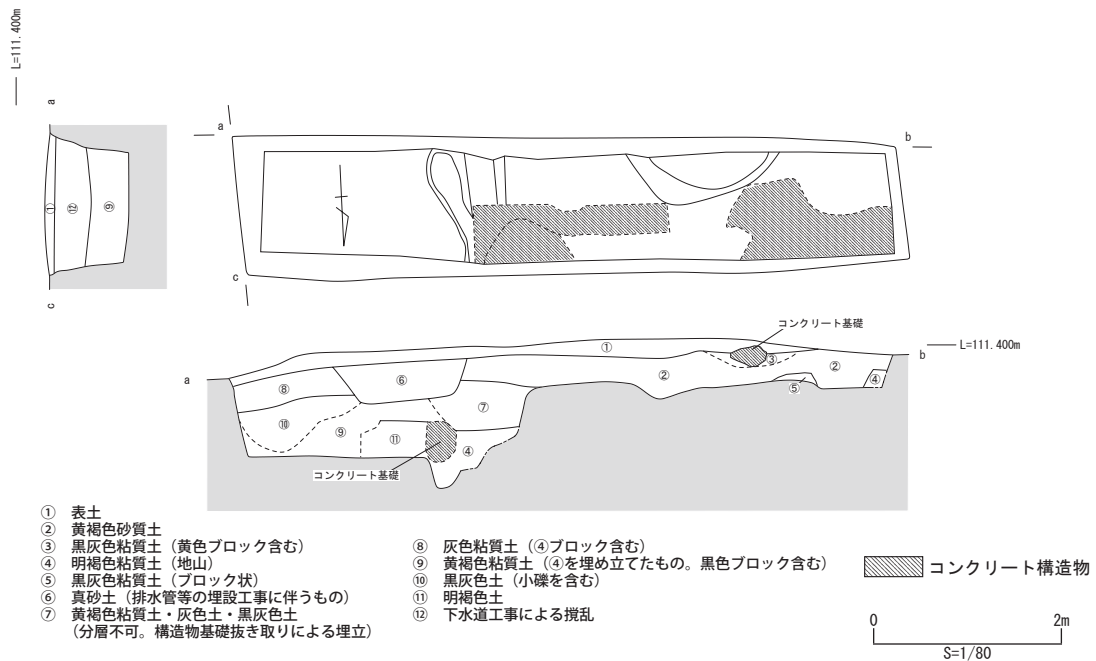 L=111.400m
a
①
⑫
⑨
c
a
b
c
コンクリート基礎
L=111.400m
a
b
①
②
③
②
⑤
④
⑥
⑧
⑦
⑩
⑨
⑪
④
コンクリート基礎
① 表土
② 黄褐色砂質土
③ 黒灰色粘質土（黄色ブロック含む）
④ 明褐色粘質土（地山）
⑤ 黒灰色粘質土（ブロック状）
⑥ 真砂土（排水管等の埋設工事に伴うもの）
⑦ 黄褐色粘質土・灰色土・黒灰色土
（分層不可。構造物基礎抜き取りによる埋立）
⑧ 灰色粘質土（④ブロック含む）
⑨ 黄褐色粘質土（④を埋め立てたもの。黒色ブロック含む）
⑩ 黒灰色土（小礫を含む）
⑪ 明褐色土
⑫ 下水道工事による撹乱
コンクリート構造物
0 2m
S=1/80